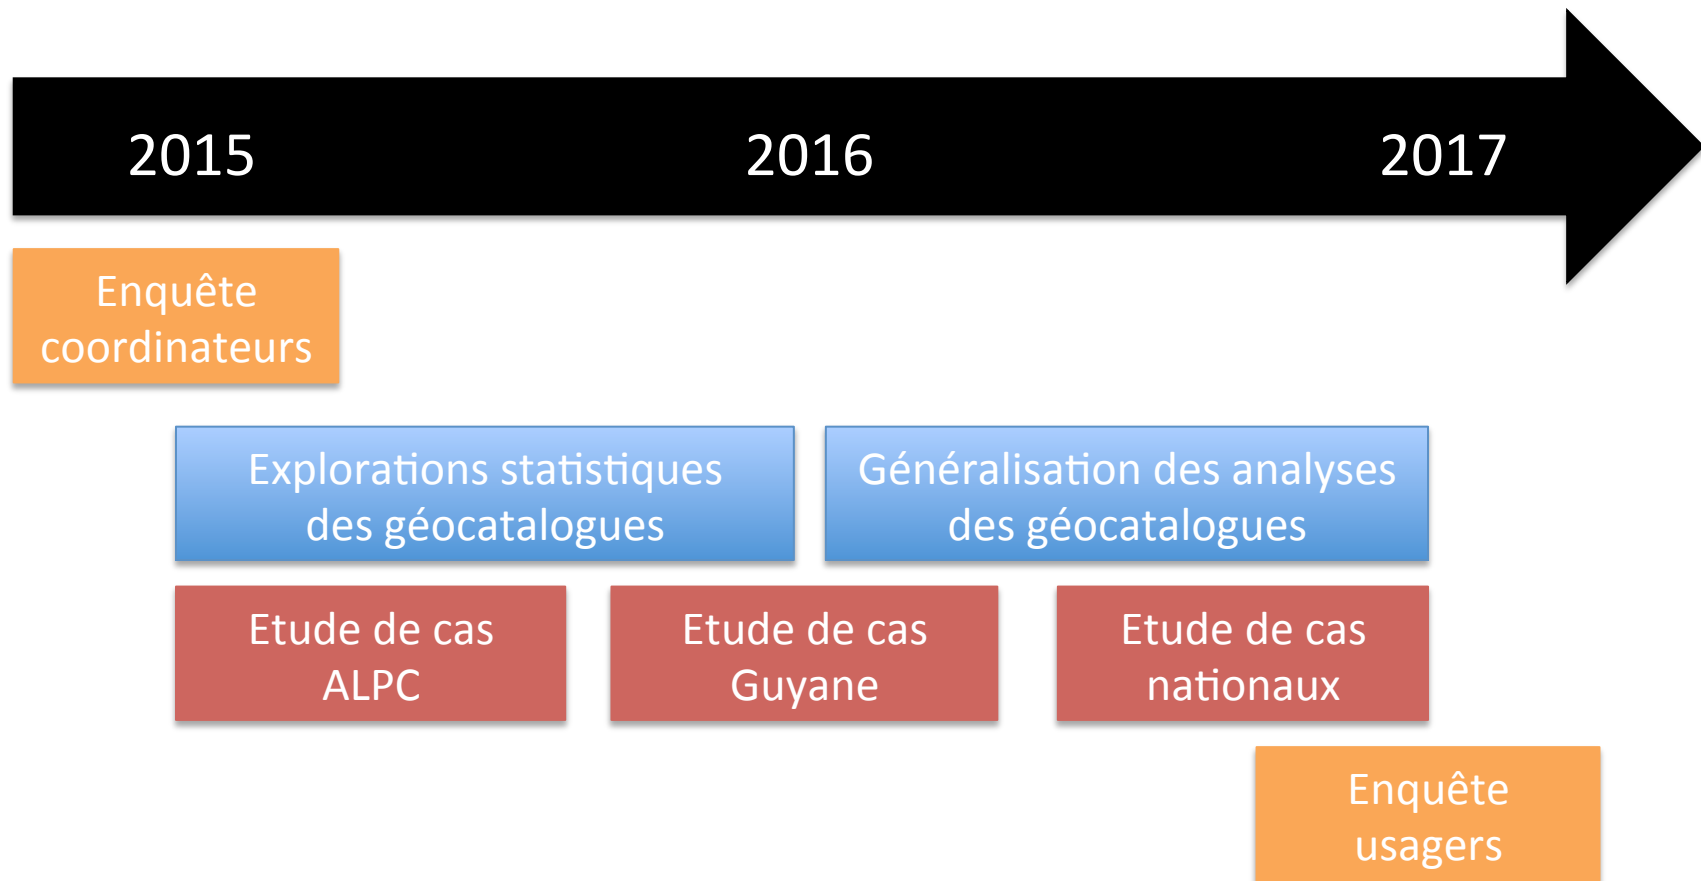 2015 2016 2017
Enquête
coordinateurs
Explorations statistiques
des géocatalogues
Généralisation des analyses
des géocatalogues
Etude de cas
ALPC
Etude de cas
Guyane
Etude de cas
nationaux
Enquête
usagers